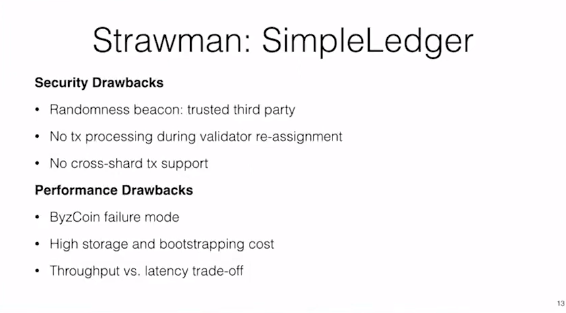 Strawman: SimpleLedger
Security Drawbacks
• Randomness beacon: trusted third party
• No tx processing during validator re-assignment
• No cross-shard tx support
Performance Drawbacks
• ByzCoin failure mode
• High storage and bootstrapping cost
• Throughput vs. latency trade-off
13